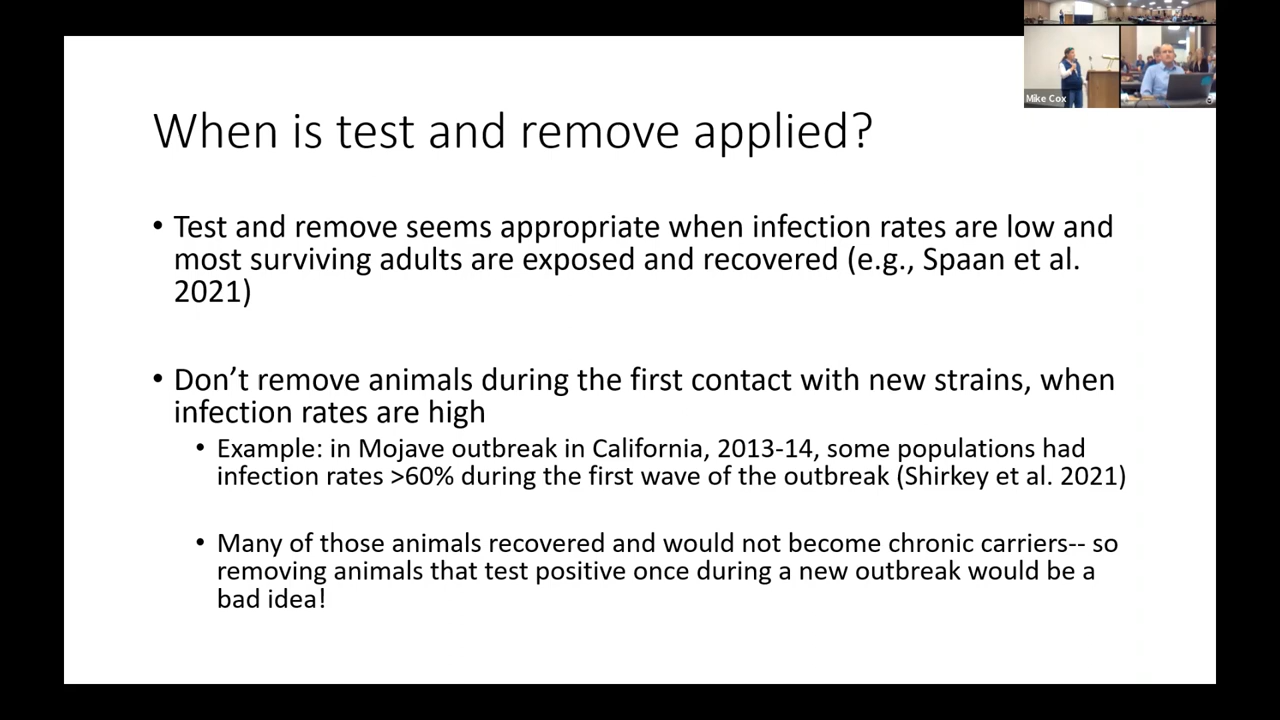 Mike Cox
When is test and remove applied?
• Test and remove seems appropriate when infection rates are low and
most surviving adults are exposed and recovered (e.g., Spaan et al.
2021)
• Don’t remove animals during the first contact with new strains, when
infection rates are high
• Example: in Mojave outbreak in California, 2013-14, some populations had
infection rates >60% during the first wave of the outbreak (Shirkey et al. 2021)
• Many of those animals recovered and would not become chronic carriers-- so
removing animals that test positive once during a new outbreak would be a
bad idea!